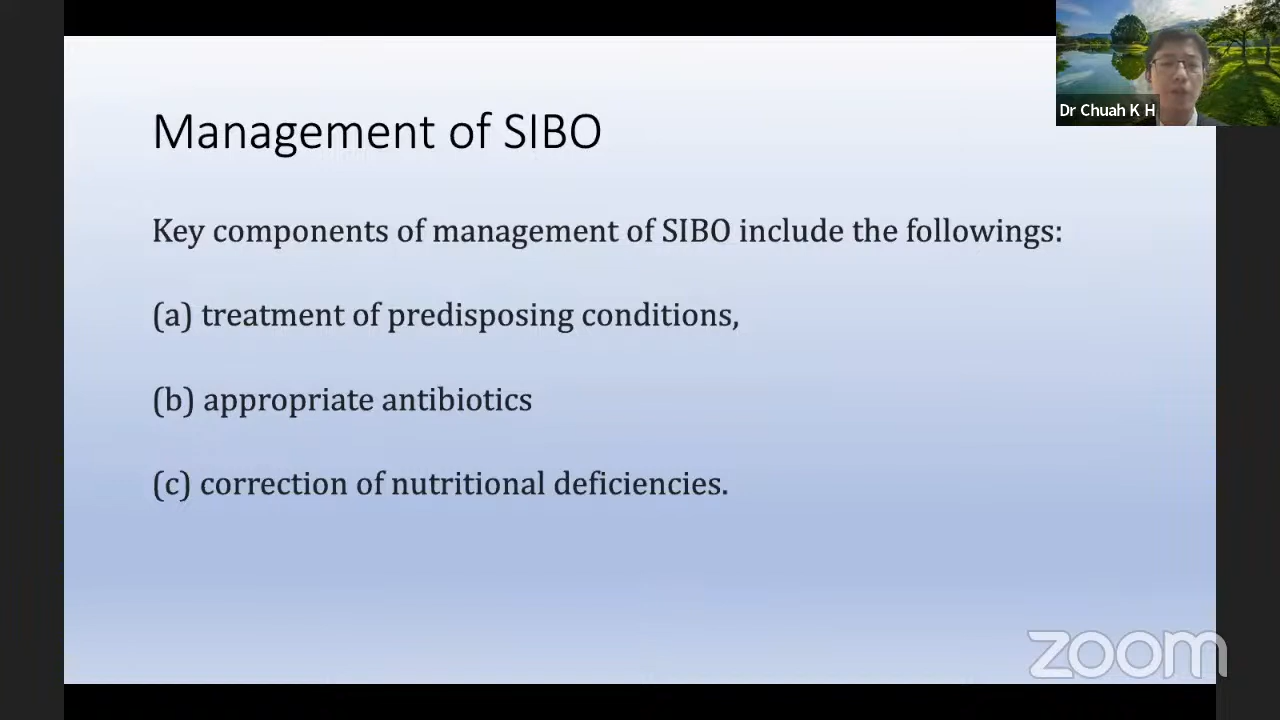 Dr Chuah K H
Management of SIBO
Key components of management of SIBO include the followings:
(a) treatment of predisposing conditions,
(b) appropriate antibiotics
(c) correction of nutritional deficiencies.
zoom